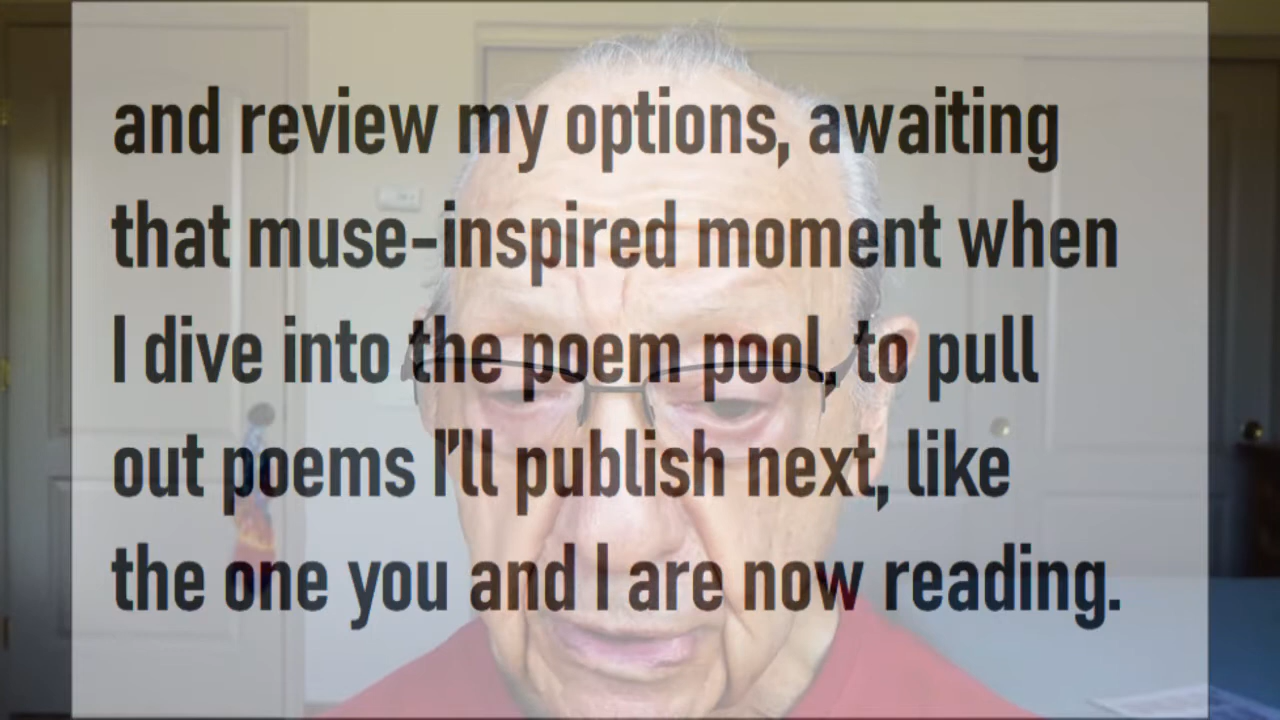 and review my options, awaiting
that muse-inspired moment when
I dive into the poem pool, to pull
out poems I'll publish next, like
the one you and I are now reading.